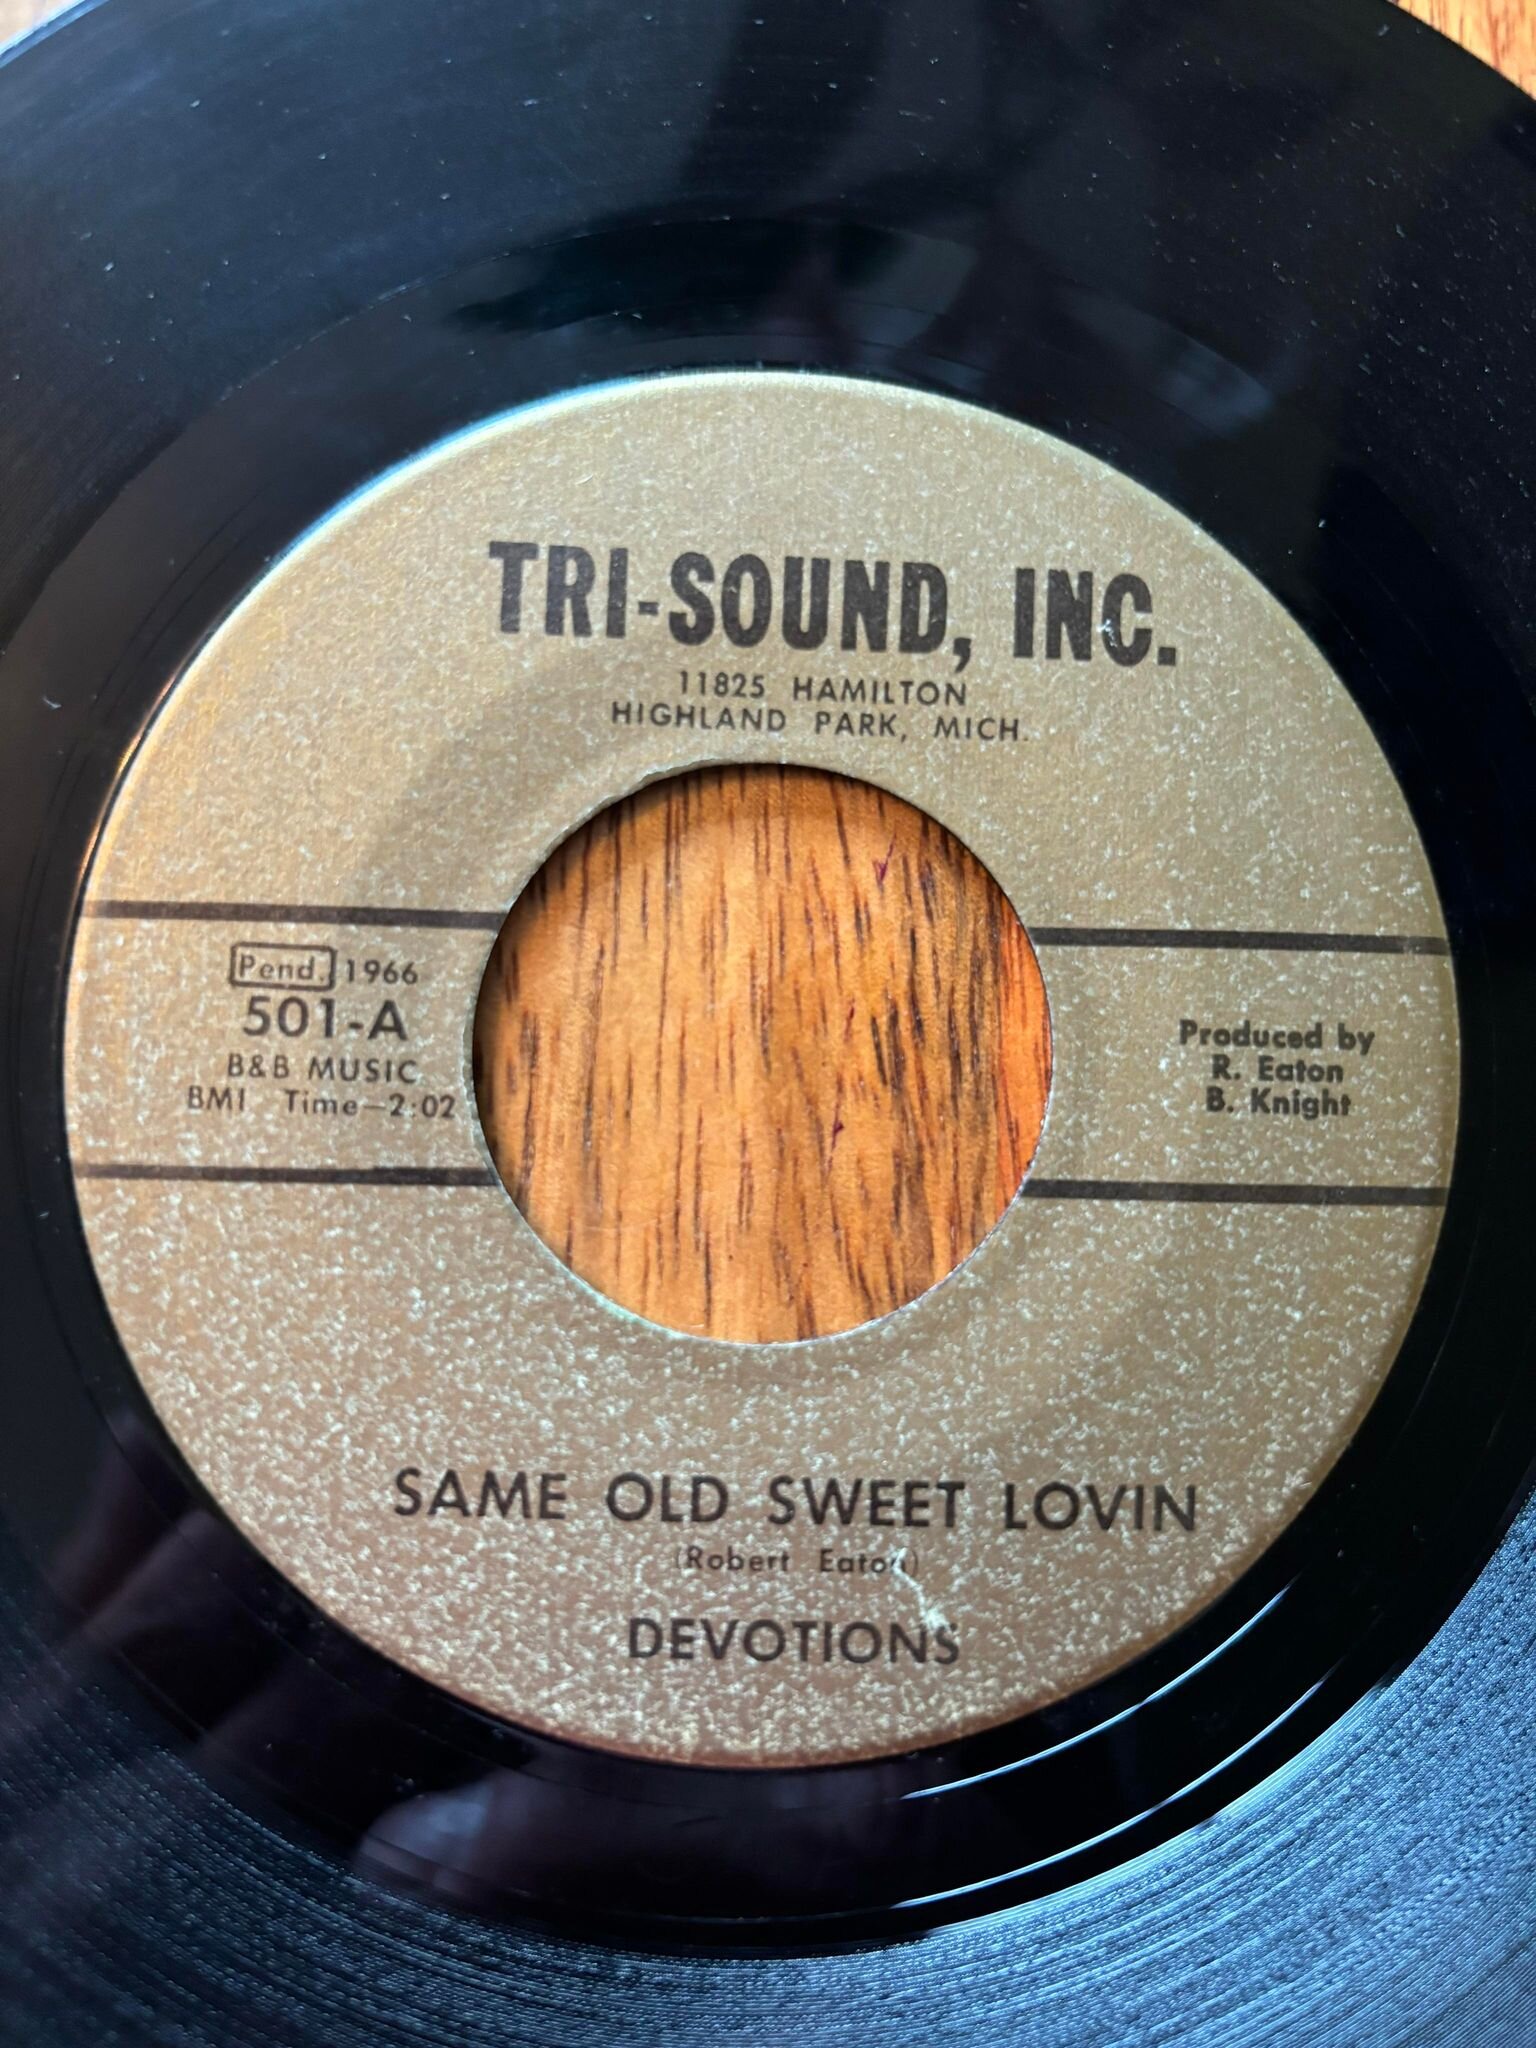 TRI-SOUND, INC.
11825 HAMILTON
HIGHLAND PARK, MICH.
Pend. 1966
501-A
B&B MUSIC
BMI Time—2:02
Produced by
R. Eaton
B. Knight
SAME OLD SWEET LOVIN
(Robert Eaton)
DEVOTIONS